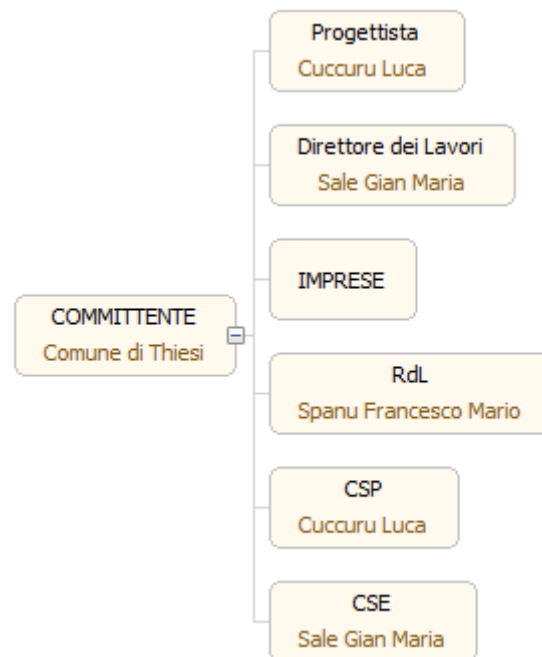 Progettista
Cuccuru Luca
Direttore dei Lavori
Sale Gian Maria
IMPRESE
COMMITTENTE
Comune di Thiesi
RdL
Spanu Francesco Mario
CSP
Cuccuru Luca
CSE
Sale Gian Maria